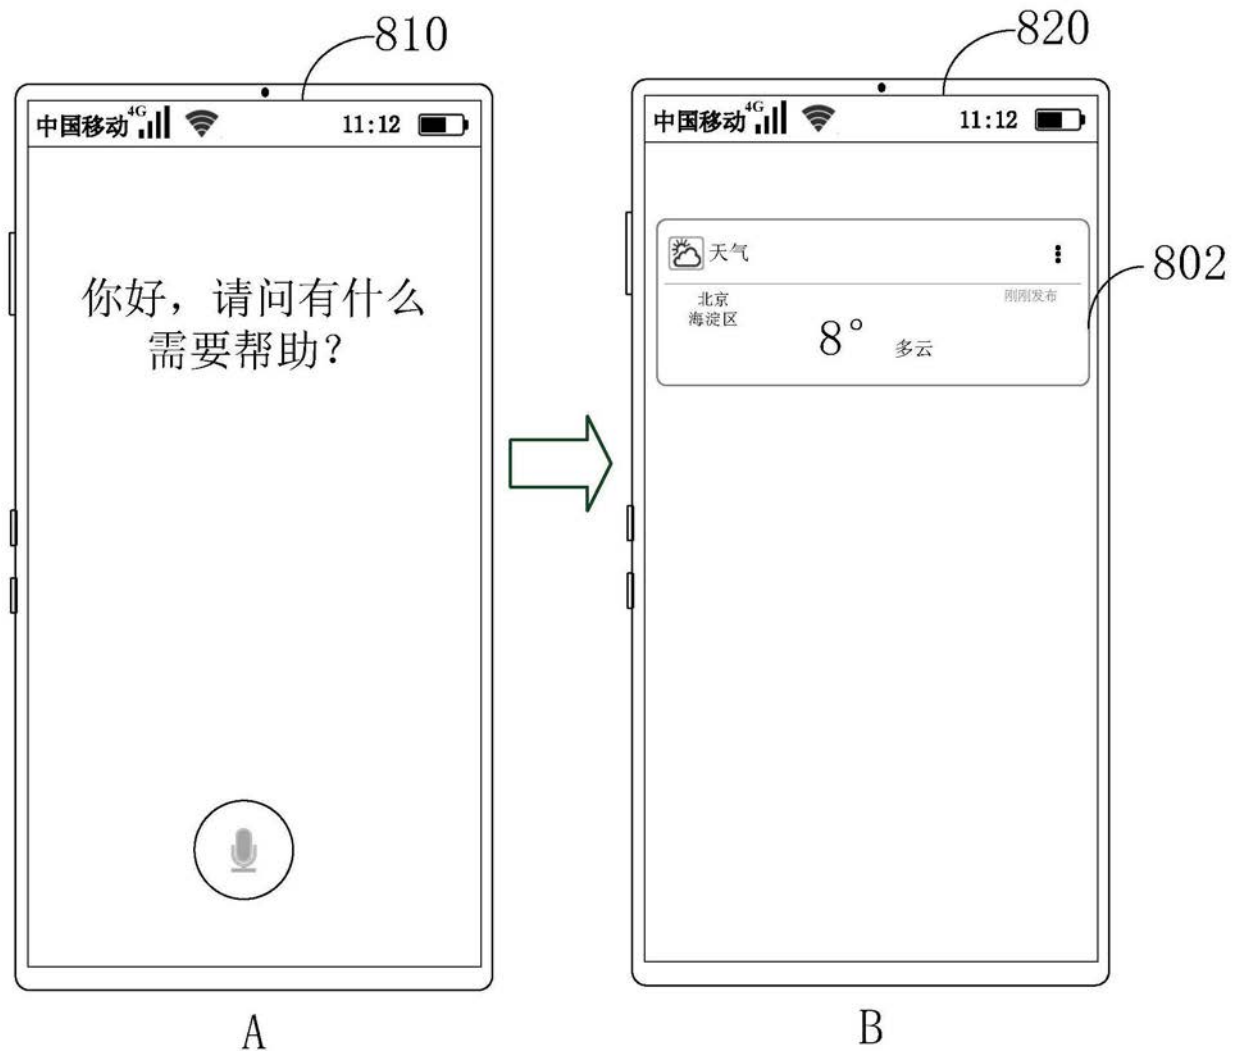 810
中国移动 4G 11:12
你好，请问有什么
需要帮助？
A
820
中国移动 4G 11:12
天气
802
北京
海淀区
刚刚发布
8° 多云
B